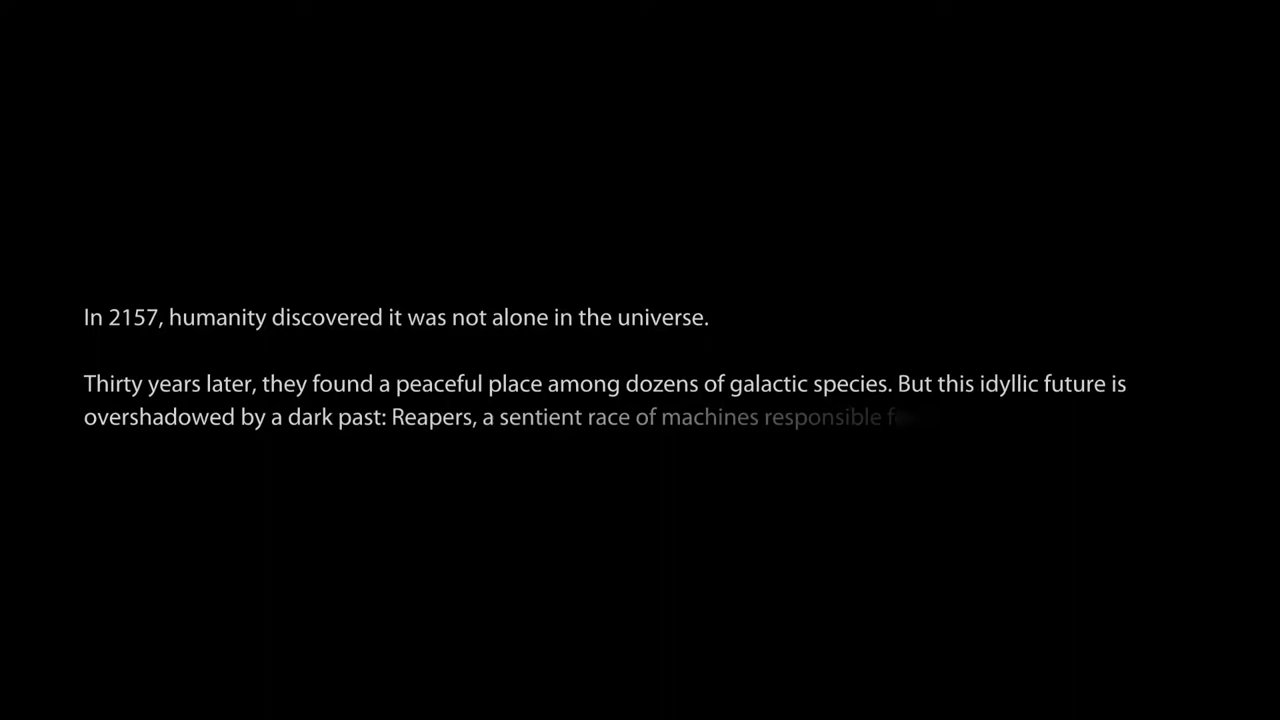 In 2157, humanity discovered it was not alone in the universe.
Thirty years later, they found a peaceful place among dozens of galactic species. But this idyllic future is
overshadowed by a dark past: Reapers, a sentient race of machines responsible